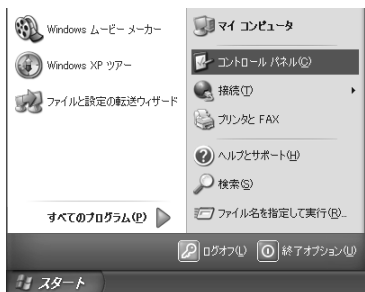 Windows ムービー メーカー
Windows XP ツアー
ファイルと設定の転送ウィザード
すべてのプログラム(P)
マイ コンピュータ
コントロール パネル(C)
接続(T)
プリンタと FAX
ヘルプとサポート(H)
検索(S)
ファイル名を指定して実行(R)...
ログオフ(L)
終了オプション(U)
スタート